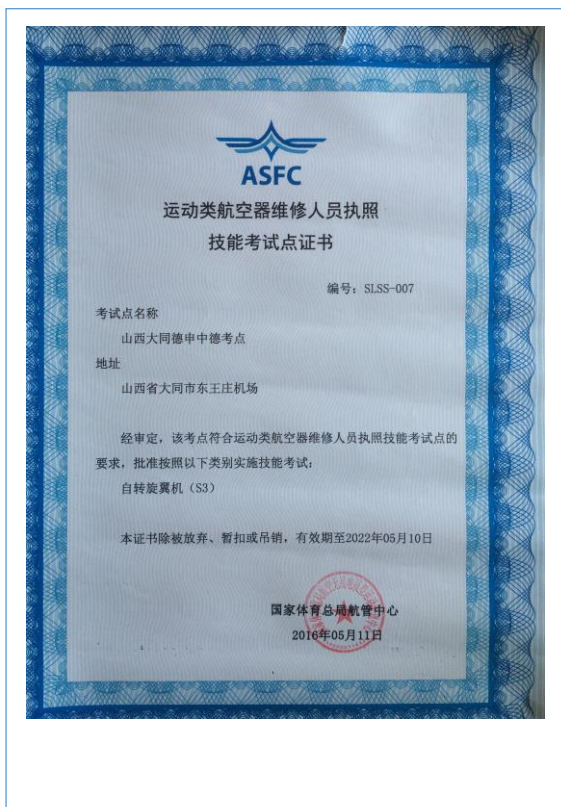 ASFC
运动类航空器维修人员执照
技能考试点证书
编号：SLSS-007
考试点名称
山西大同德申中德考点
地址
山西省大同市东王庄机场
经审定，该考点符合运动类航空器维修人员执照技能考试点的
要求，批准按照以下类别实施技能考试：
自转旋翼机（S3）
本证书除被放弃、暂扣或吊销，有效期至2022年05月10日
国家体育总局航管中心
2016年05月11日